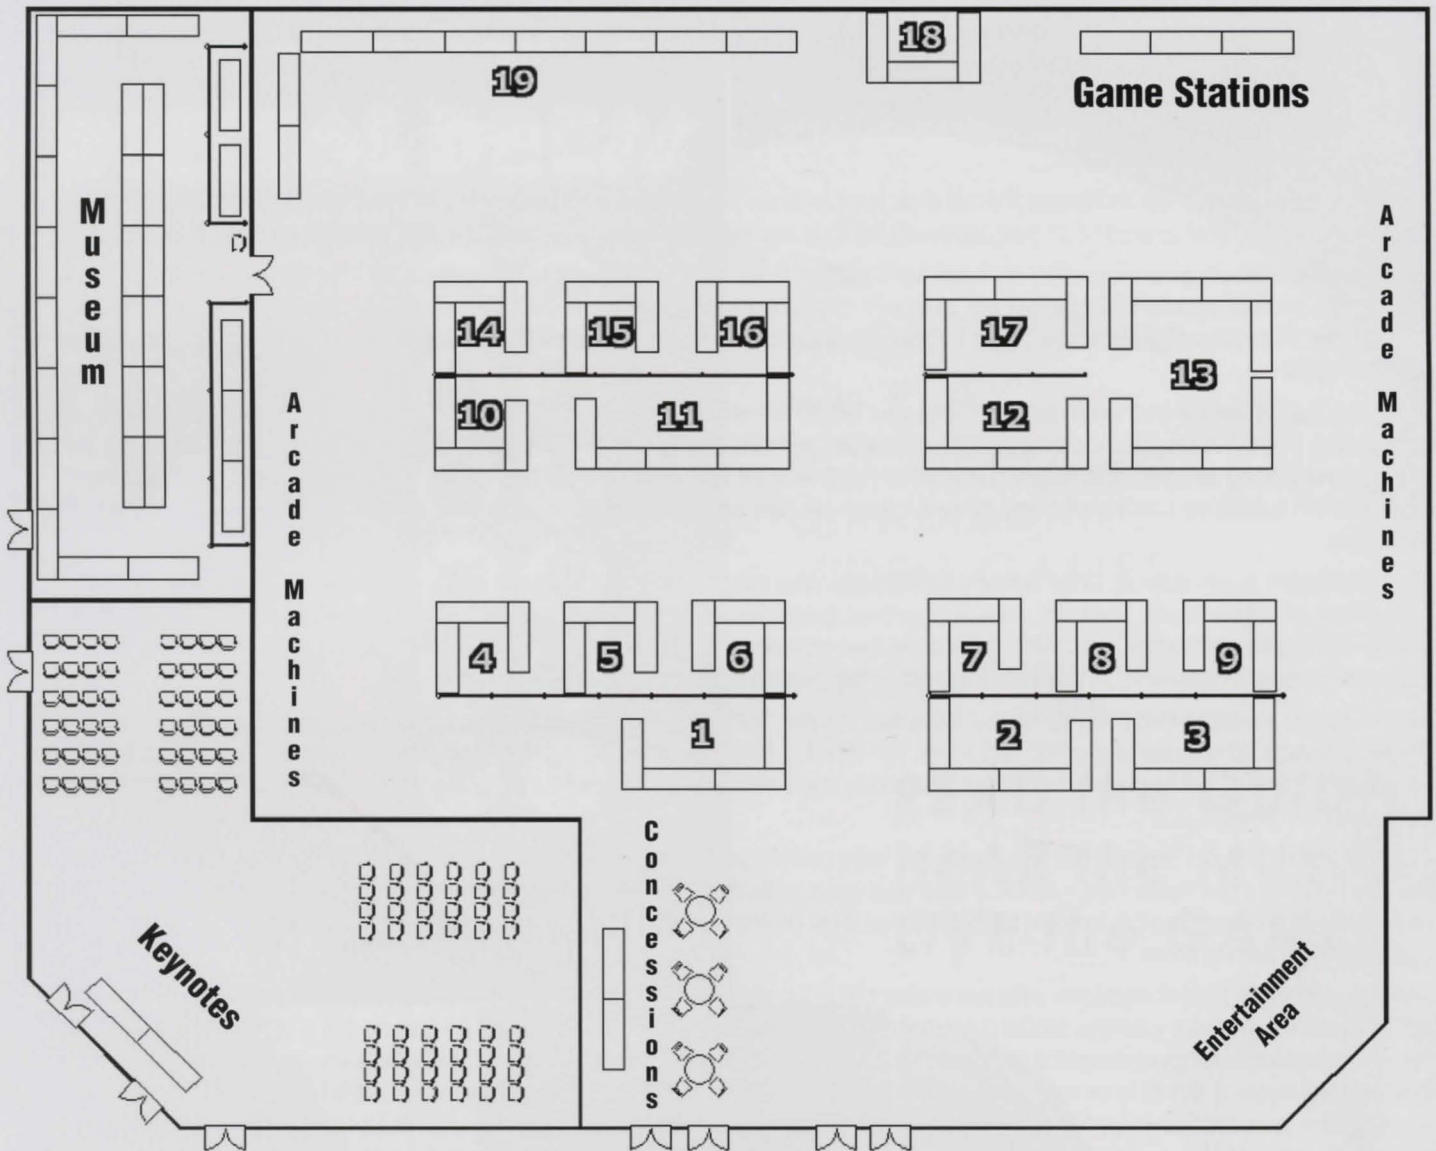 18
19
Game Stations
Museum
Arcade Machines
14
15
16
17
13
10
11
12
Arcade Machines
4
5
6
7
8
9
1
2
3
Concessions
Keynotes
Entertainment
Area